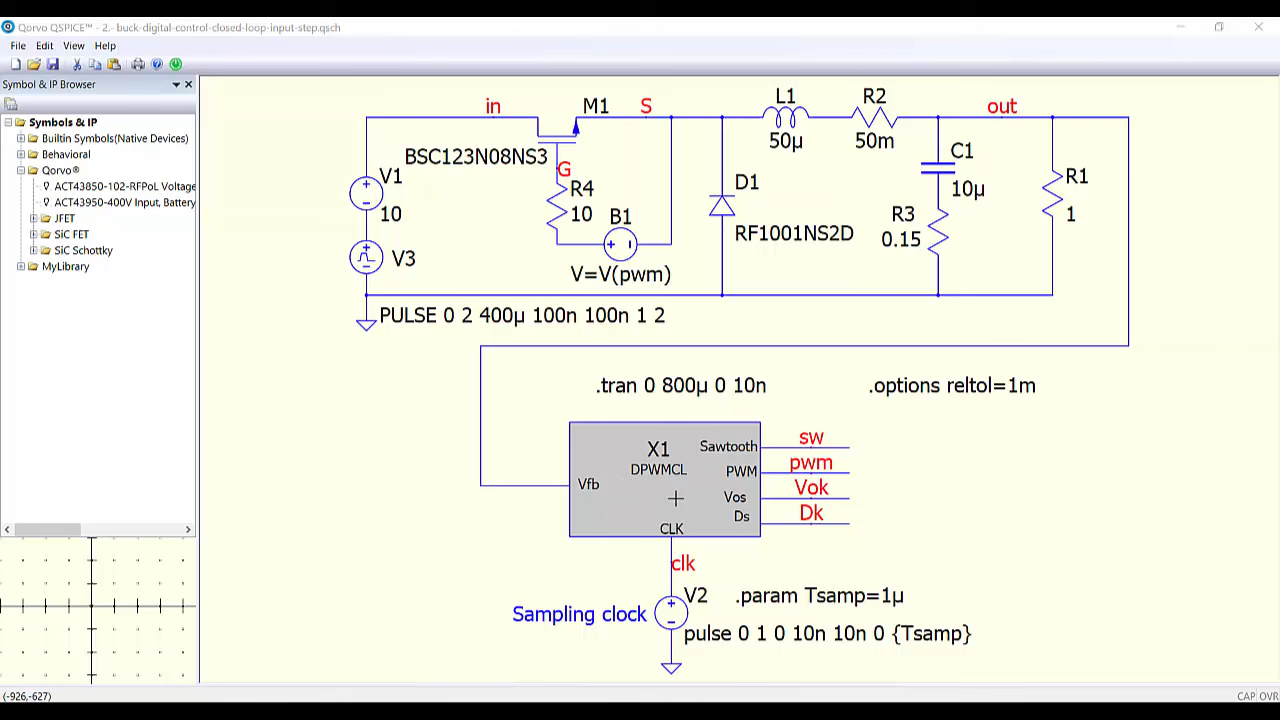 Qorvo QSPICE™ - 2.- buck-digital-control-closed-loop-input-step.qsch
File Edit View Help
Symbol & IP Browser
Symbols & IP
Builtin Symbols(Native Devices)
Behavioral
Qorvo®
ACT43850-102-RFPoL Voltage
ACT43950-400V Input, Battery
JFET
SiC FET
SiC Schottky
MyLibrary
in
M1
S
L1
R2
out
BSC123N08NS3
50µ
50m
G
V1
10
R4
10
B1
V=V(pwm)
D1
RF1001NS2D
C1
10µ
R3
0.15
R1
1
V3
PULSE 0 2 400µ 100n 100n 1 2
.tran 0 800µ 0 10n
.options reltol=1m
X1
DPWMCL
Vfb
Sawtooth
PWM
Vos
Ds
CLK
sw
pwm
Vok
Dk
clk
V2
.param Tsamp=1µ
Sampling clock
pulse 0 1 0 10n 10n 0 {Tsamp}
(-926,-627)
CAP OVR